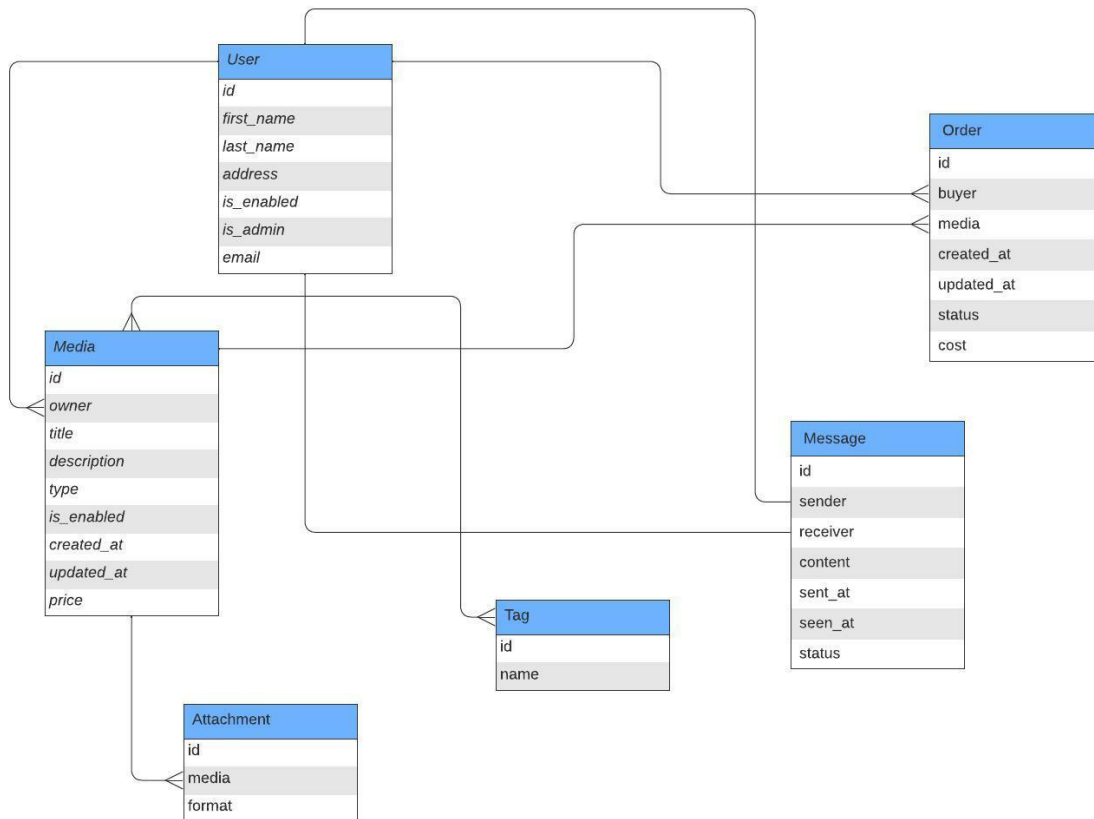 User
id
first_name
last_name
address
is_enabled
is_admin
email
Order
id
buyer
media
created_at
updated_at
status
cost
Media
id
owner
title
description
type
is_enabled
created_at
updated_at
price
Message
id
sender
receiver
content
sent_at
seen_at
status
Tag
id
name
Attachment
id
media
format